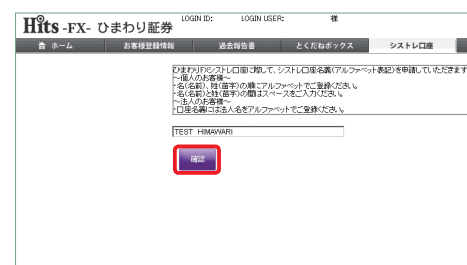 Hits -FX- ひまわり証券
LOGIN ID: LOGIN USER: 様
ホーム お客様登録情報 過去報告書 とくだねボックス シストレ口座
ひまわりFXシストレ口座に際して、シストレ口座名義(アルファベット表記)を申請していただきます
～個人のお客様～
・名(名前)、姓(苗字)の順にアルファベットでご登録ください。
・名(名前)と姓(苗字)の間はスペースをご入力ください。
～法人のお客様～
・口座名義には法人名をアルファベットでご登録ください。
TEST HIMAWARI
確認